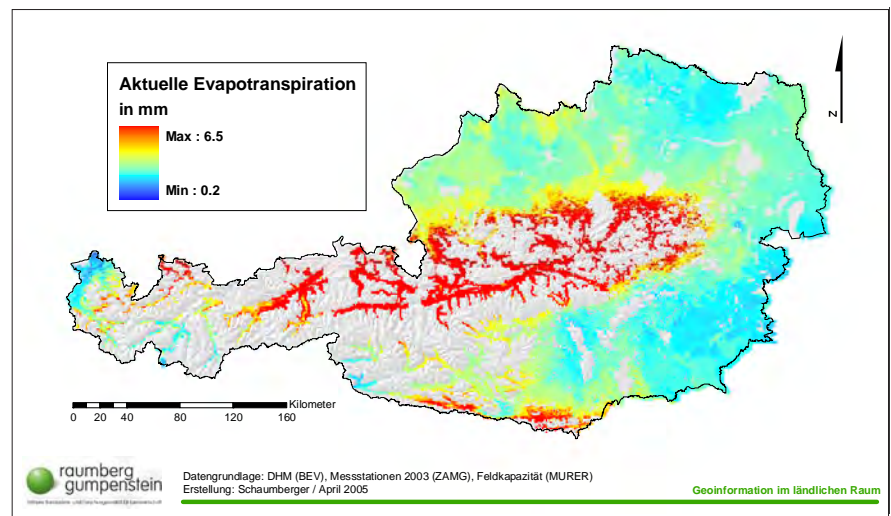 Aktuelle Evapotranspiration
in mm
Max : 6.5
Min : 0.2
N
Kilometer
0 20 40 80 120 160
raumberg
gumpenstein
Datengrundlage: DHM (BEV), Messstationen 2003 (ZAMG), Feldkapazität (MURER)
Erstellung: Schaumberger / April 2005
Geoinformation im ländlichen Raum